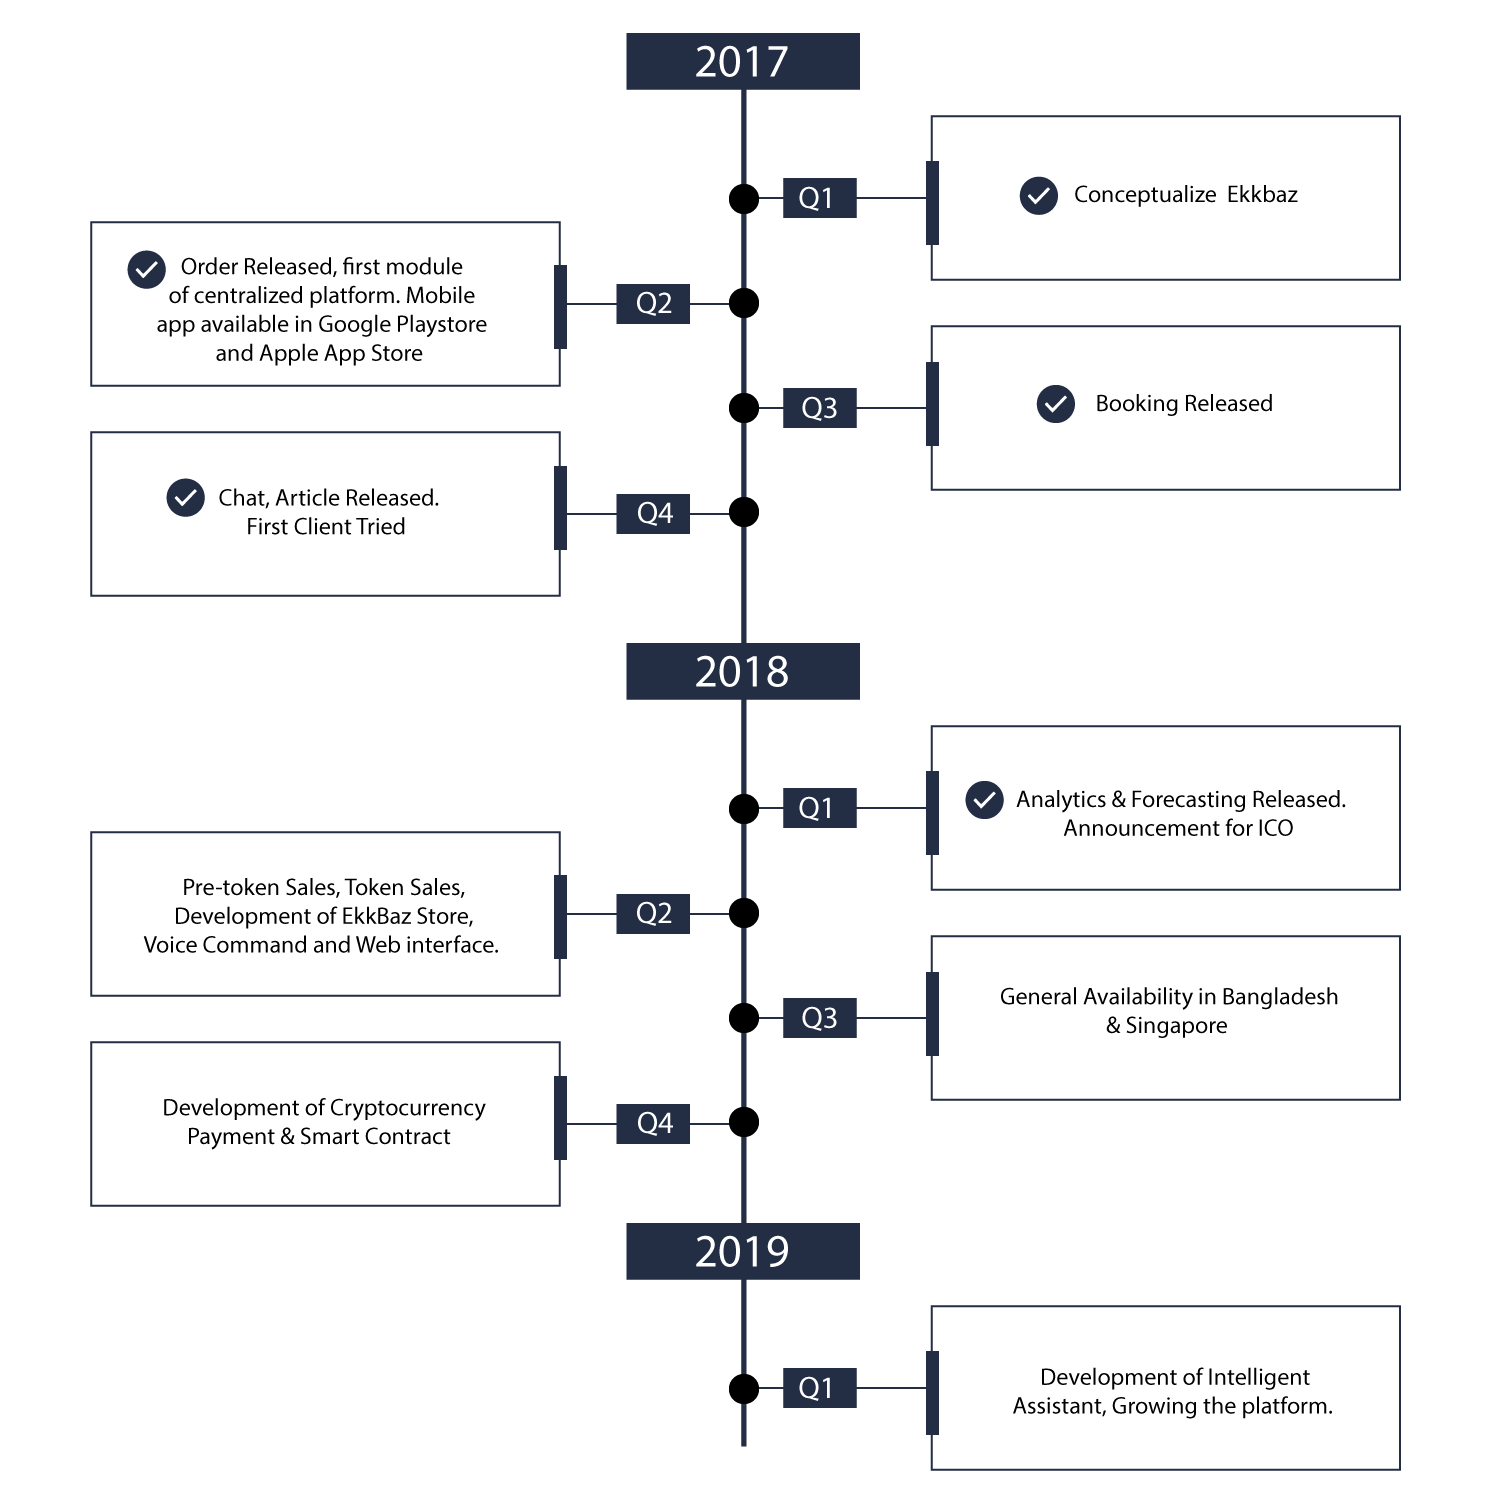 2017
Q1
Conceptualize Ekkbaz
Q2
Order Released, first module
of centralized platform. Mobile
app available in Google Playstore
and Apple App Store
Q3
Booking Released
Q4
Chat, Article Released.
First Client Tried
2018
Q1
Analytics & Forecasting Released.
Announcement for ICO
Q2
Pre-token Sales, Token Sales,
Development of EkkBaz Store,
Voice Command and Web interface.
Q3
General Availability in Bangladesh
& Singapore
Q4
Development of Cryptocurrency
Payment & Smart Contract
2019
Q1
Development of Intelligent
Assistant, Growing the platform.